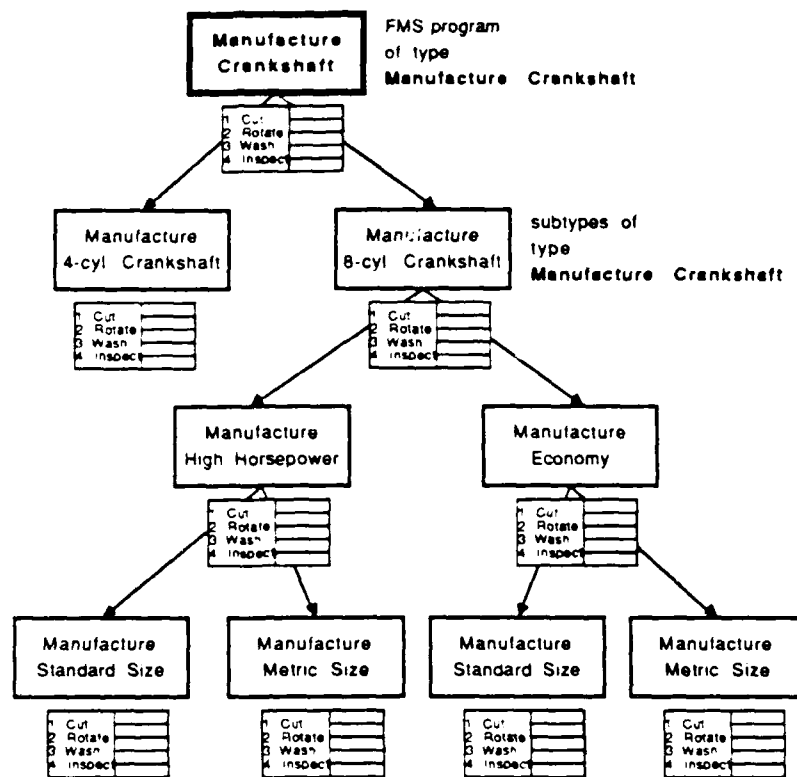 Manufacture
Crankshaft
FMS program
of type
Manufacture Crankshaft
1 Cut
2 Rotate
3 Wash
4 Inspect
Manufacture
4-cyl Crankshaft
Manufacture
8-cyl Crankshaft
subtypes of
type
Manufacture Crankshaft
1 Cut
2 Rotate
3 Wash
4 Inspect
1 Cut
2 Rotate
3 Wash
4 Inspect
Manufacture
High Horsepower
Manufacture
Economy
1 Cut
2 Rotate
3 Wash
4 Inspect
1 Cut
2 Rotate
3 Wash
4 Inspect
Manufacture
Standard Size
Manufacture
Metric Size
Manufacture
Standard Size
Manufacture
Metric Size
1 Cut
2 Rotate
3 Wash
4 Inspect
1 Cut
2 Rotate
3 Wash
4 Inspect
1 Cut
2 Rotate
3 Wash
4 Inspect
1 Cut
2 Rotate
3 Wash
4 Inspect